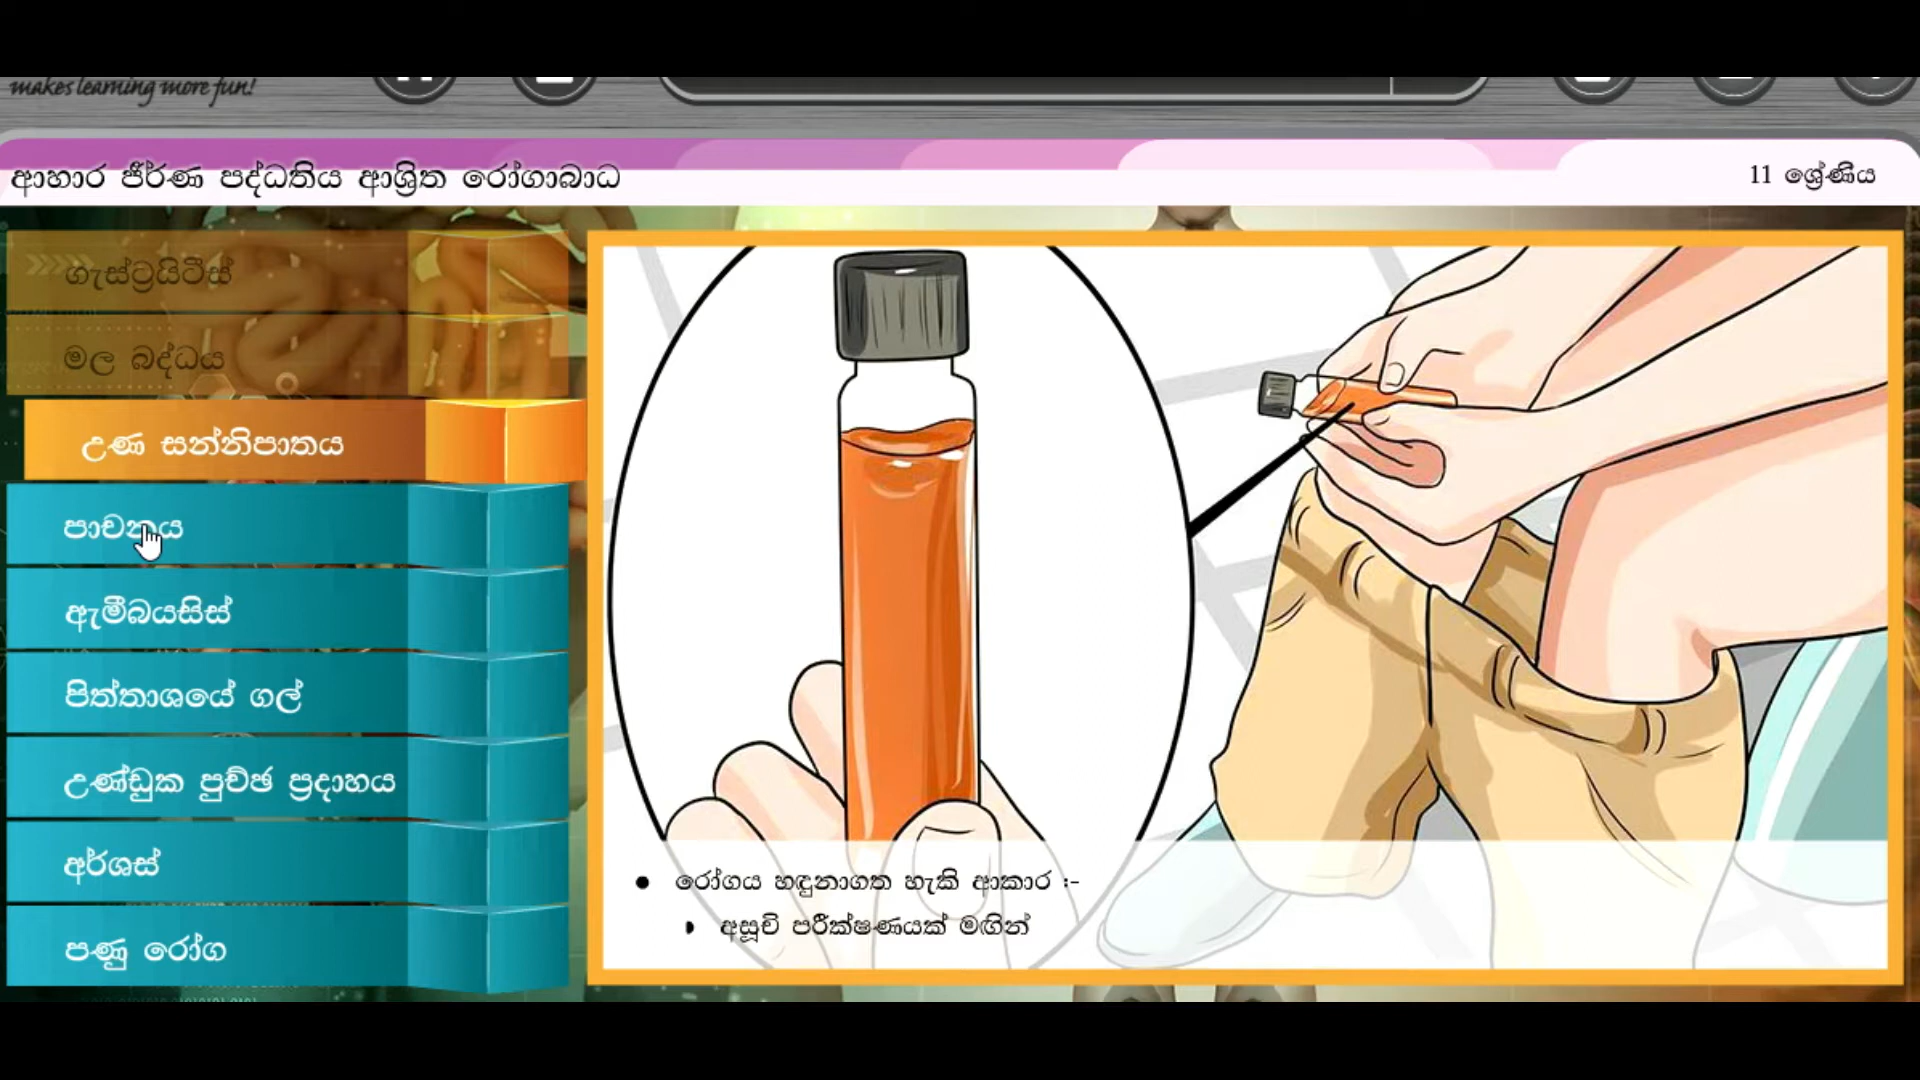 makes learning more fun!
ආහාර ජීර්ණ පද්ධතිය ආශ්‍රිත රෝගාබාධ
11 ශ්‍රේණිය
ගැස්ට්‍රයිටීස්
මල බද්ධය
උණ සන්නිපාතය
පාචනය
ඇමීබයසිස්
පිත්තාශයේ ගල්
උණ්ඩුක පුච්ඡ ප්‍රදාහය
අර්ශස්
පණු රෝග
● රෝගය හඳුනාගත හැකි ආකාර :-
අසූචි පරීක්ෂණයක් මඟින්